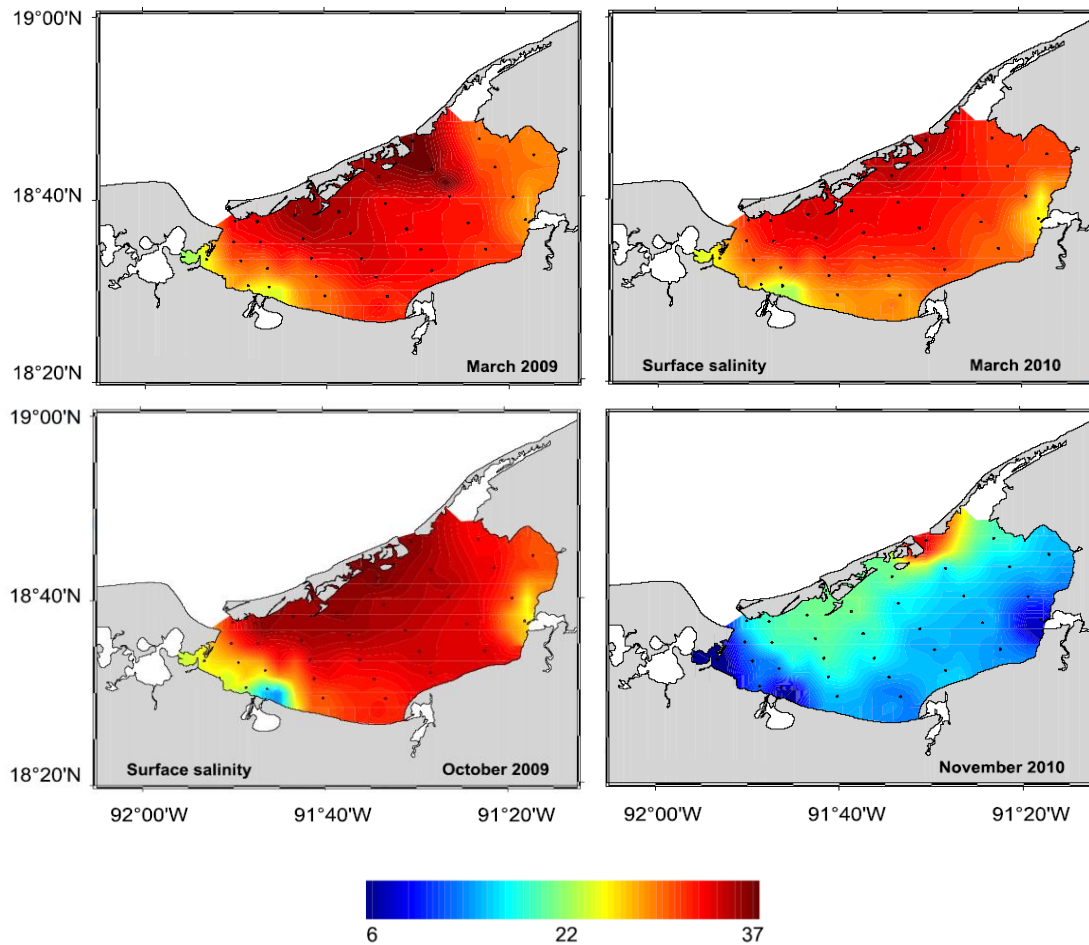 19°00'N
18°40'N
18°20'N
March 2009
Surface salinity March 2010
19°00'N
18°40'N
18°20'N
Surface salinity October 2009
November 2010
92°00'W 91°40'W 91°20'W 92°00'W 91°40'W 91°20'W
6 22 37